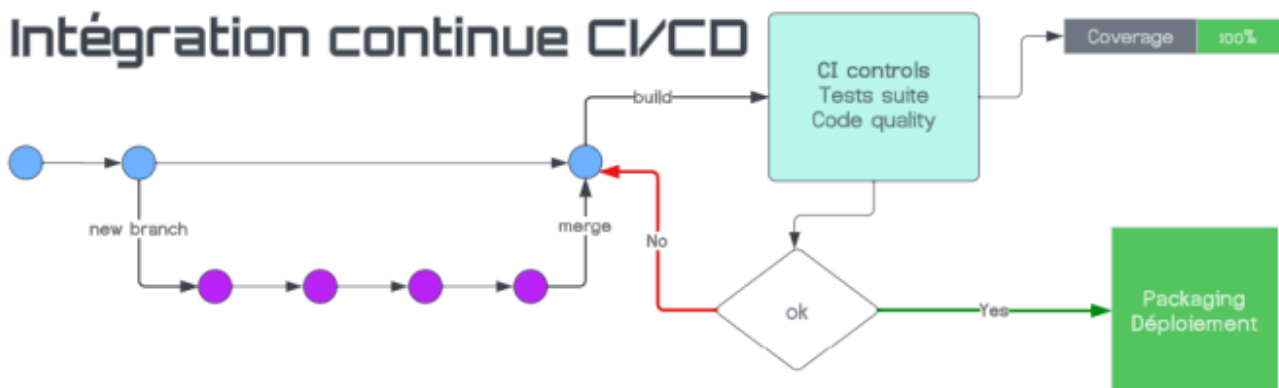 Intégration continue CI/CD
Coverage 100%
CI controls
Tests suite
Code quality
build
new branch
merge
No
ok
Yes
Packaging
Déploiement